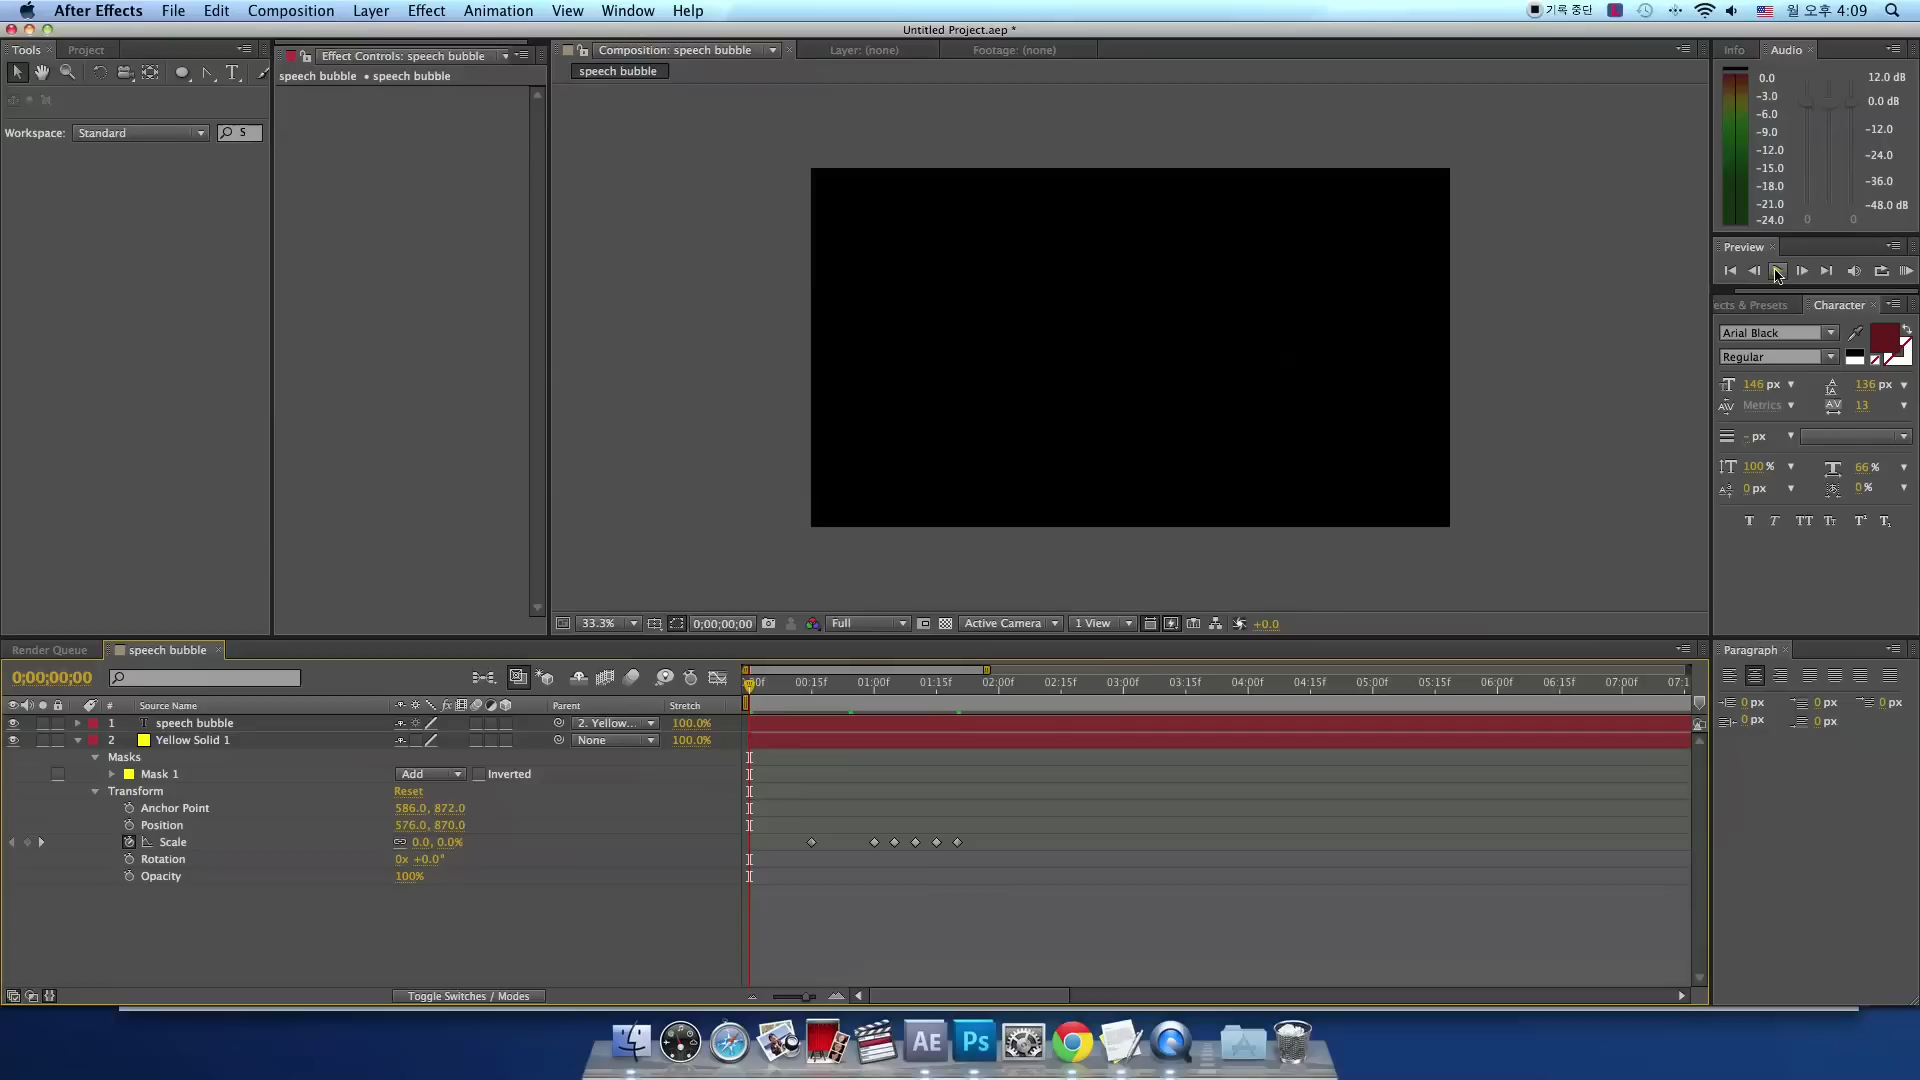 After Effects File Edit Composition Layer Effect Animation View Window Help 기록 중단 월 오후 4:09
Untitled Project.aep *
Tools Project Effect Controls: speech bubble Composition: speech bubble Layer: (none) Footage: (none) Info Audio
speech bubble • speech bubble
speech bubble
Workspace: Standard S
0.0 12.0 dB
-3.0 0.0 dB
-6.0
-9.0 -12.0
-12.0
-15.0 -24.0
-18.0 -36.0
-21.0 -48.0 dB
-24.0 0 0
Preview
ects & Presets Character
Arial Black
Regular
146 px 136 px
Metrics 13
- px
100 % 66 %
0 px 0 %
T T TT Tt T¹ T₁
33.3% 0;00;00;00 Full Active Camera 1 View +0.0
Render Queue speech bubble Paragraph
0;00;00;00
00f 00:15f 01:00f 01:15f 02:00f 02:15f 03:00f 03:15f 04:00f 04:15f 05:00f 05:15f 06:00f 06:15f 07:00f 07:1
# Source Name fx Parent Stretch
0 px 0 px 0 px
0 px 0 px
1 T speech bubble 2. Yellow... 100.0%
2 Yellow Solid 1 None 100.0%
Masks
Mask 1 Add Inverted
Transform Reset
Anchor Point 586.0, 872.0
Position 576.0, 870.0
Scale 0.0, 0.0%
Rotation 0x +0.0°
Opacity 100%
Toggle Switches / Modes
AE Ps